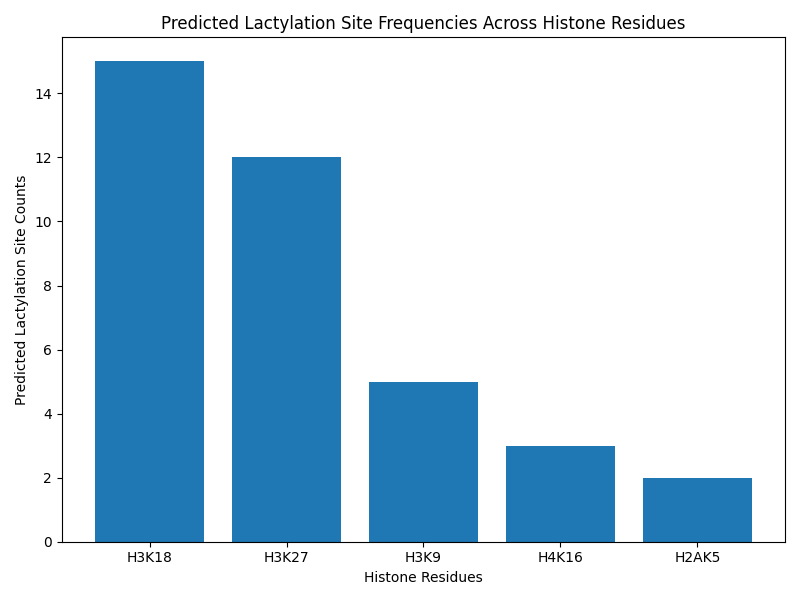 Predicted Lactylation Site Frequencies Across Histone Residues
Predicted Lactylation Site Counts
14
12
10
8
6
4
2
0
H3K18 H3K27 H3K9 H4K16 H2AK5
Histone Residues